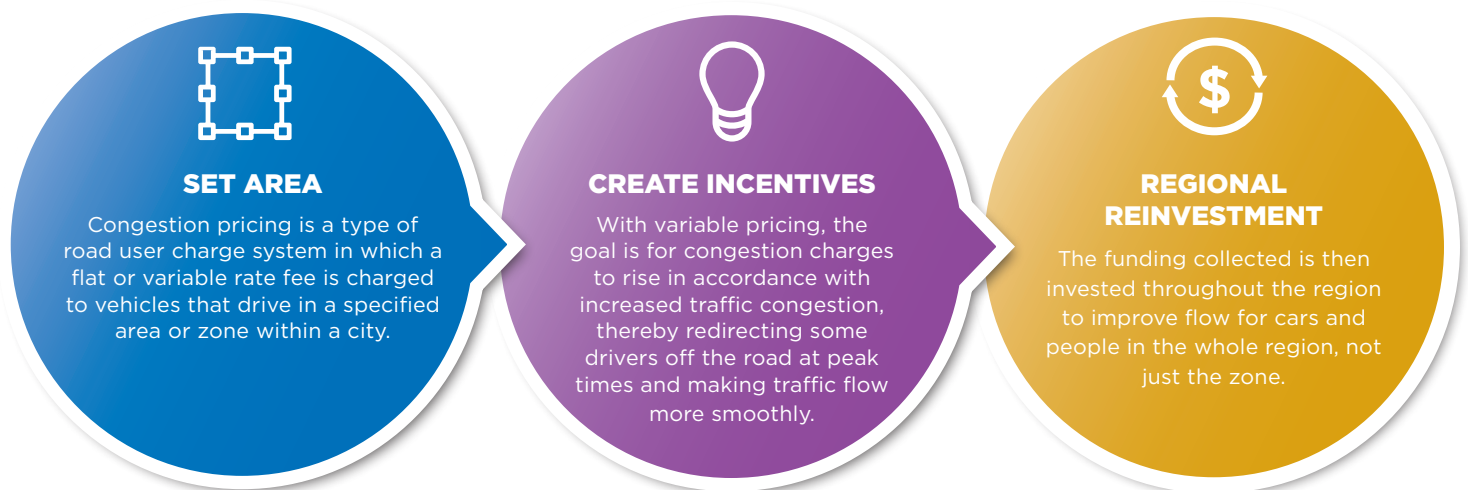 SET AREA
Congestion pricing is a type of
road user charge system in which a
flat or variable rate fee is charged
to vehicles that drive in a specified
area or zone within a city.
CREATE INCENTIVES
With variable pricing, the
goal is for congestion charges
to rise in accordance with
increased traffic congestion,
thereby redirecting some
drivers off the road at peak
times and making traffic flow
more smoothly.
$
REGIONAL
REINVESTMENT
The funding collected is then
invested throughout the region
to improve flow for cars and
people in the whole region, not
just the zone.